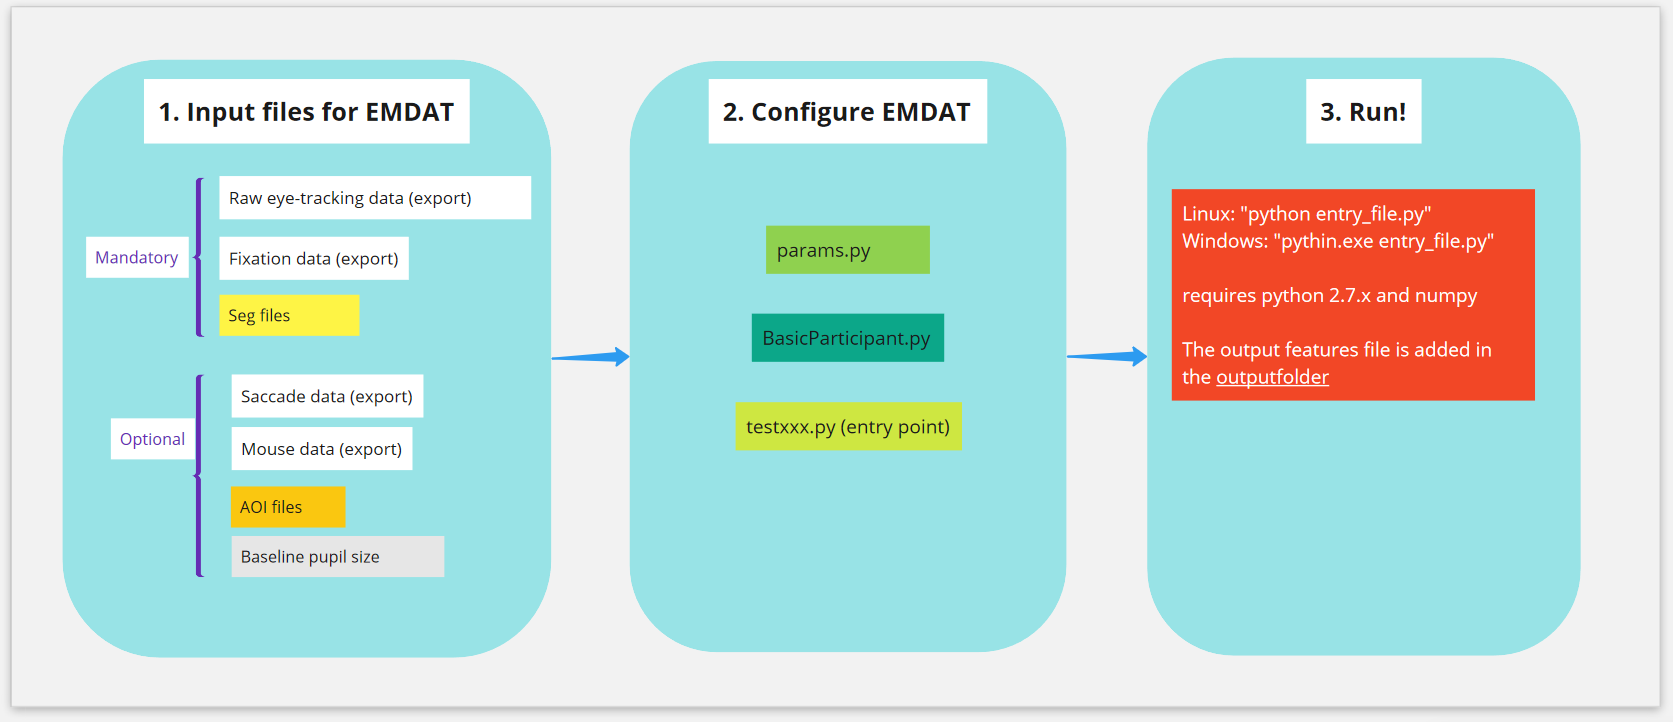 1. Input files for EMDAT
Mandatory
Raw eye-tracking data (export)
Fixation data (export)
Seg files
Optional
Saccade data (export)
Mouse data (export)
AOI files
Baseline pupil size
2. Configure EMDAT
params.py
BasicParticipant.py
testxxx.py (entry point)
3. Run!
Linux: "python entry_file.py"
Windows: "pythin.exe entry_file.py"
requires python 2.7.x and numpy
The output features file is added in
the outputfolder